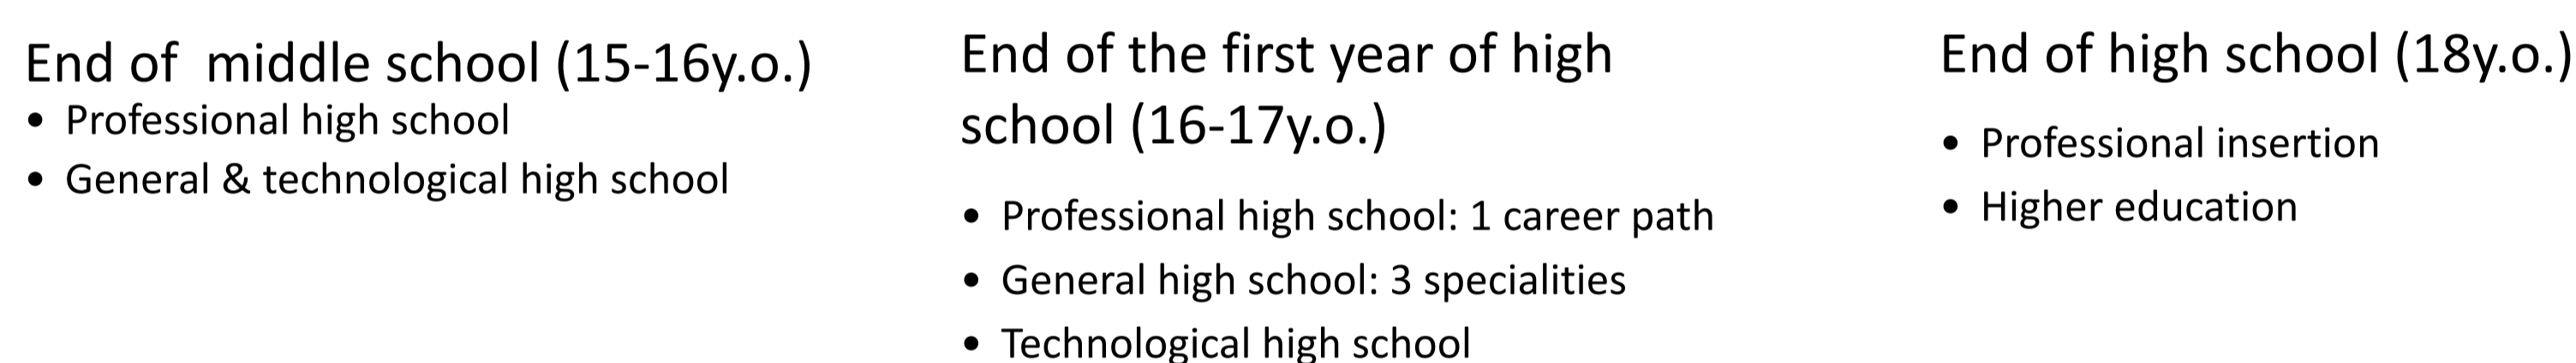 End of  middle school (15-16y.o.)
• Professional high school
• General & technological high school
End of the first year of high
school (16-17y.o.)
• Professional high school: 1 career path
• General high school: 3 specialities
• Technological high school
End of high school (18y.o.)
• Professional insertion
• Higher education